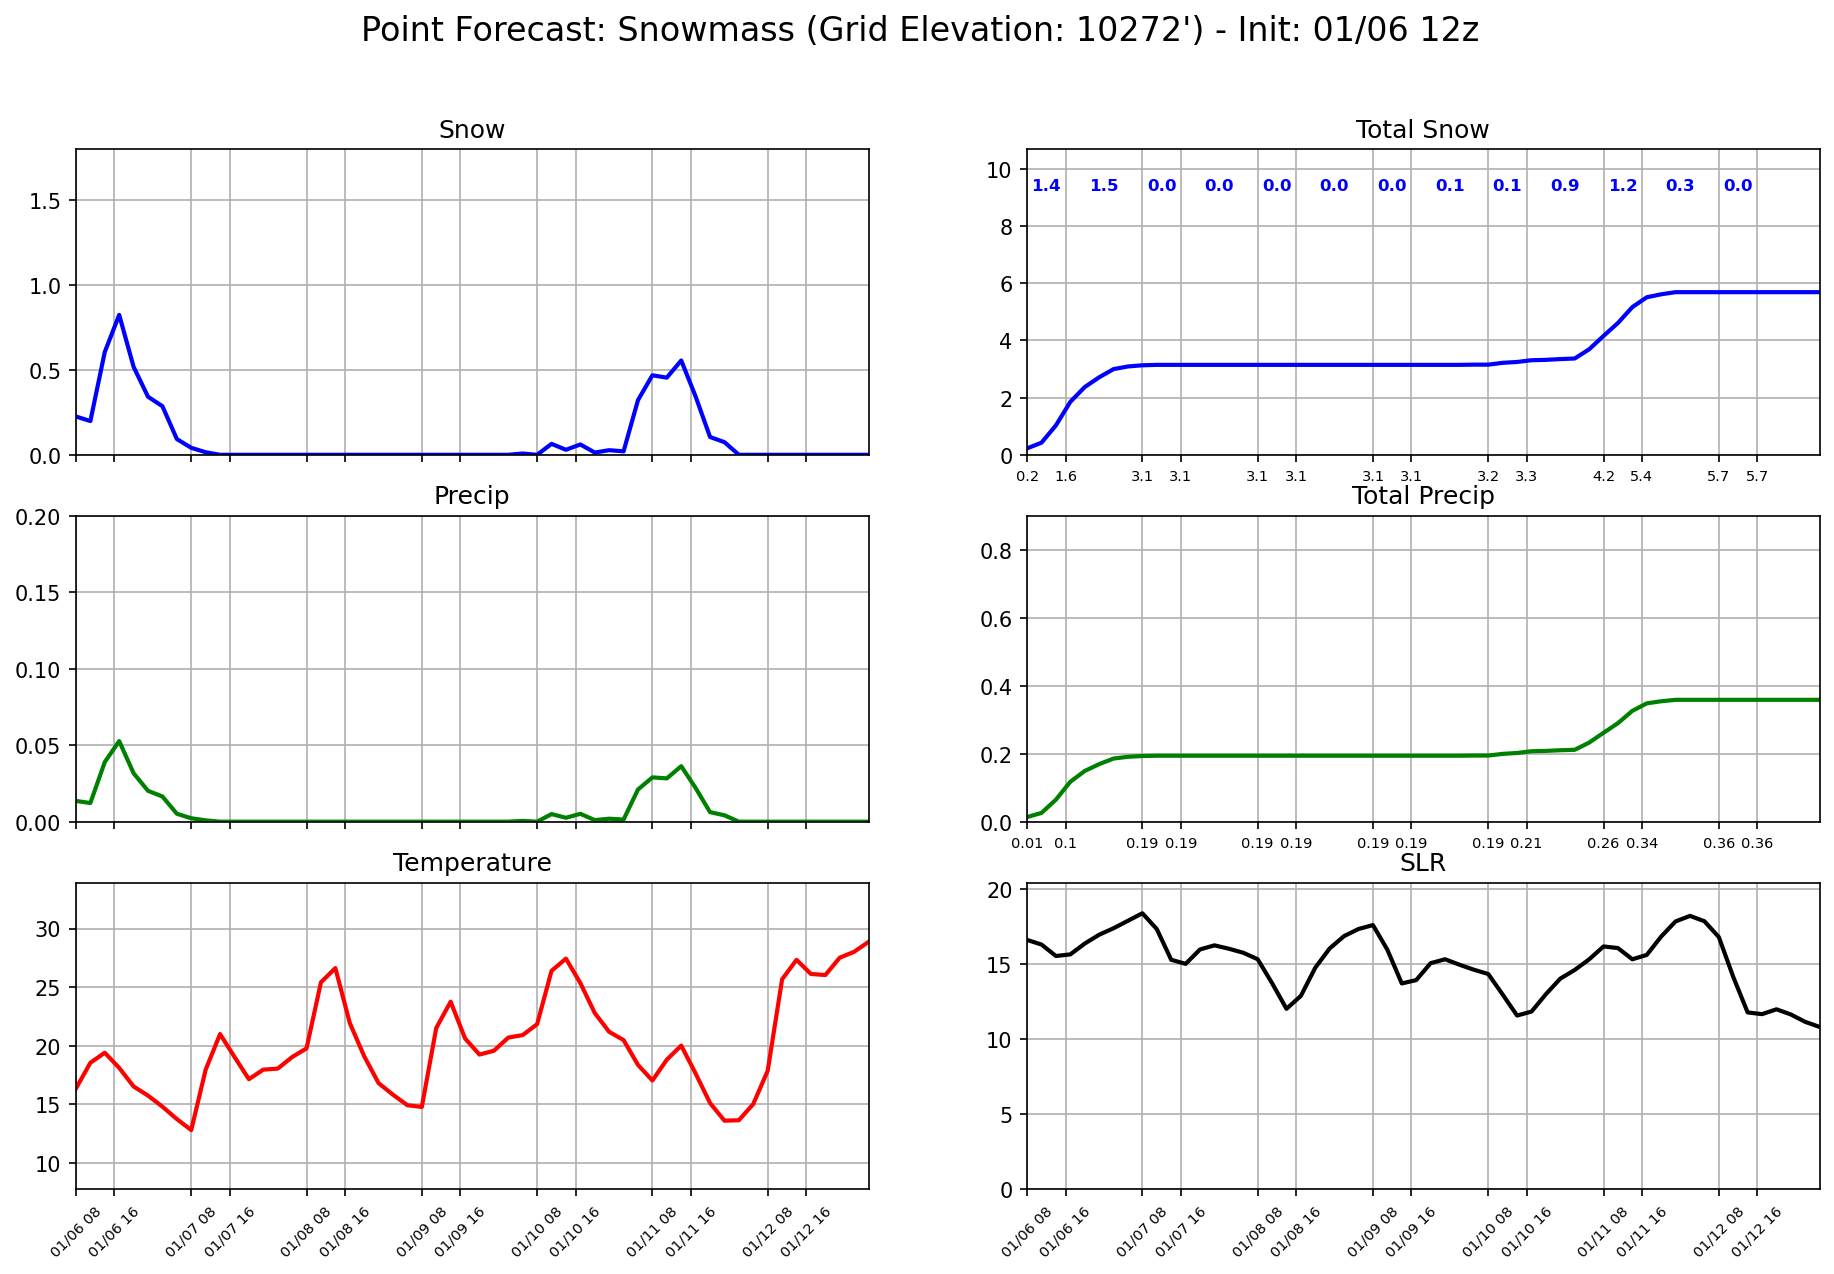 Point Forecast: Snowmass (Grid Elevation: 10272') - Init: 01/06 12z
Snow
1.5
1.0
0.5
0.0
Total Snow
10
8
6
4
2
0
1.4 1.5 0.0 0.0 0.0 0.0 0.0 0.1 0.1 0.9 1.2 0.3 0.0
0.2 1.6 3.1 3.1 3.1 3.1 3.1 3.1 3.2 3.3 4.2 5.4 5.7 5.7
Precip
0.20
0.15
0.10
0.05
0.00
Total Precip
0.8
0.6
0.4
0.2
0.0
0.01 0.1 0.19 0.19 0.19 0.19 0.19 0.19 0.19 0.21 0.26 0.34 0.36 0.36
Temperature
30
25
20
15
10
01/06 08 01/06 16 01/07 08 01/07 16 01/08 08 01/08 16 01/09 08 01/09 16 01/10 08 01/10 16 01/11 08 01/11 16 01/12 08 01/12 16
SLR
20
15
10
5
0
01/06 08 01/06 16 01/07 08 01/07 16 01/08 08 01/08 16 01/09 08 01/09 16 01/10 08 01/10 16 01/11 08 01/11 16 01/12 08 01/12 16